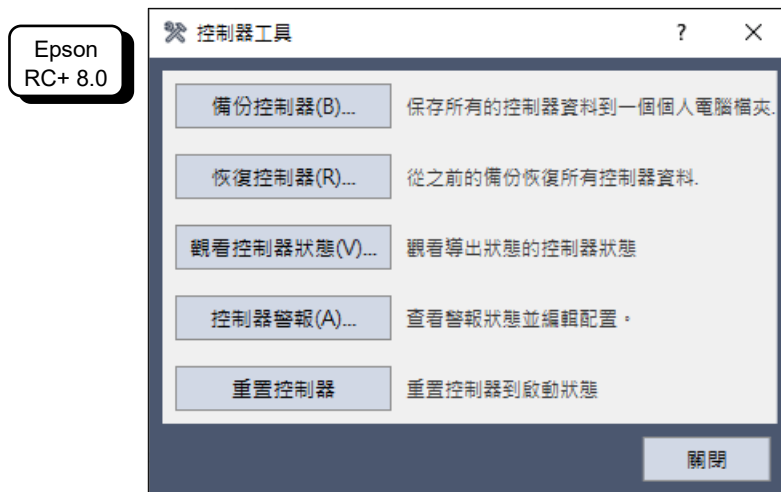 Epson
RC+ 8.0
控制器工具
?
備份控制器(B)...
保存所有的控制器資料到一個個人電腦檔夾.
恢復控制器(R)...
從之前的備份恢復所有控制器資料.
觀看控制器狀態(V)...
觀看導出狀態的控制器狀態
控制器警報(A)...
查看警報狀態並編輯配置。
重置控制器
重置控制器到啟動狀態
關閉